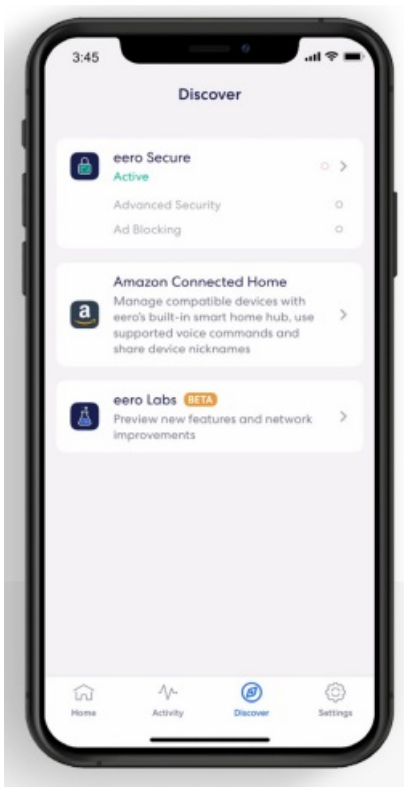 3:45
Discover
eero Secure
Active
Advanced Security
Ad Blocking
a
Amazon Connected Home
Manage compatible devices with
eero's built-in smart home hub, use
supported voice commands and
share device nicknames
eero Labs BETA
Preview new features and network
improvements
Home
Activity
Discover
Settings